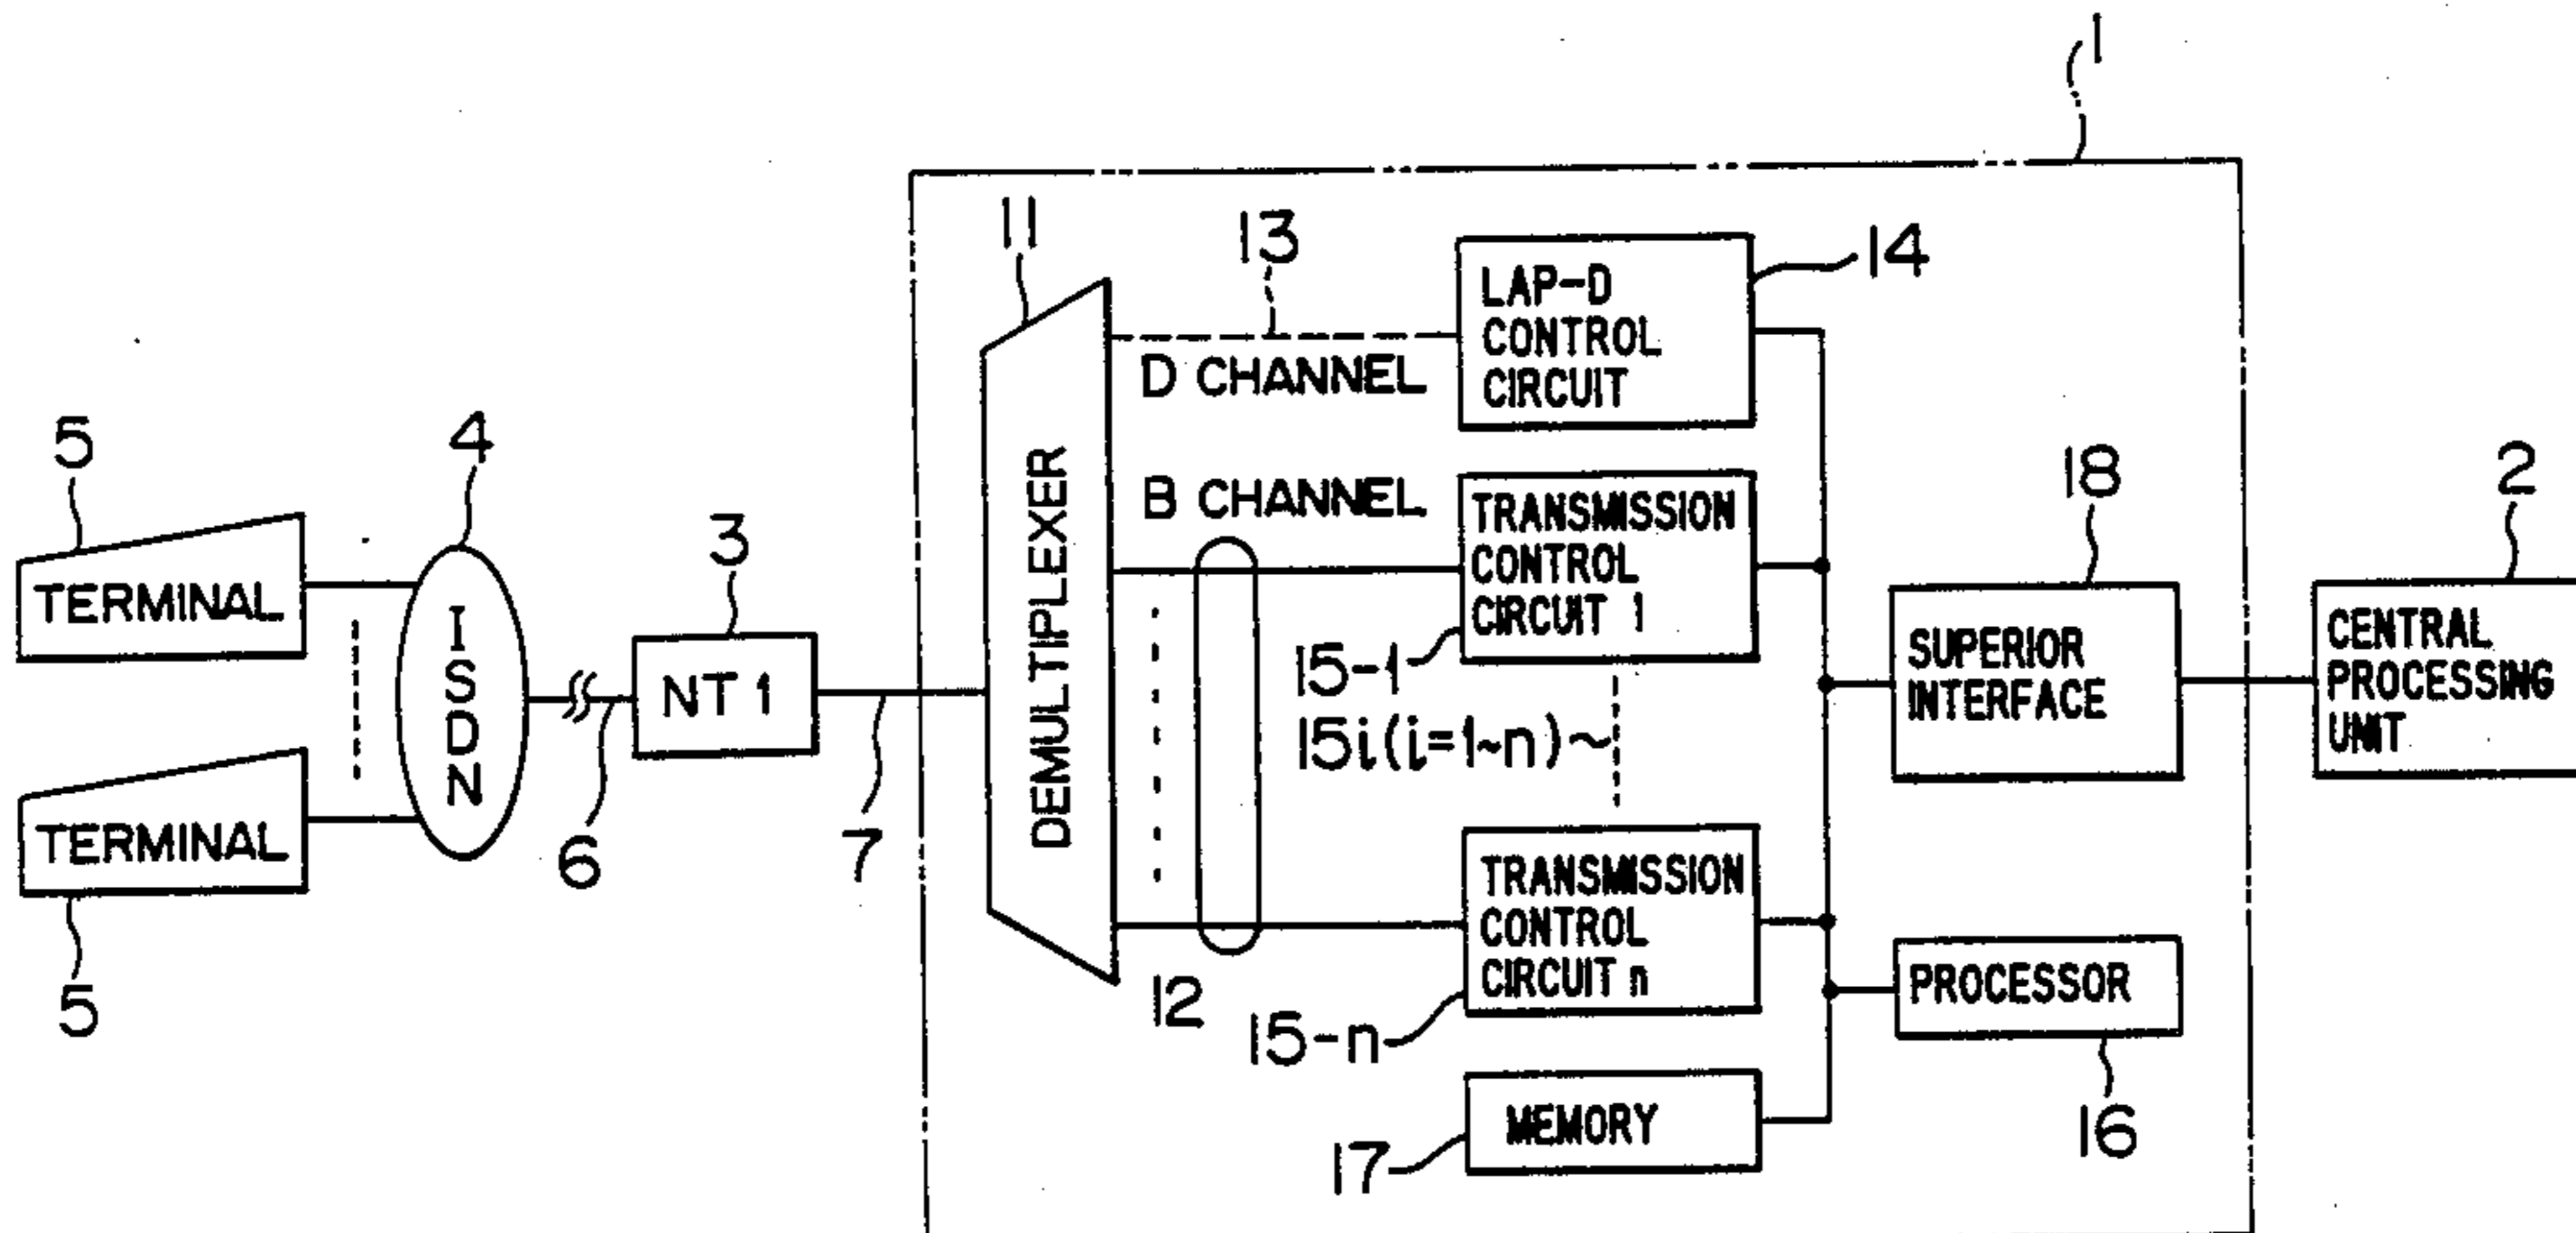 1
11
13
14
LAP-D
CONTROL
CIRCUIT
D CHANNEL
5
4
B CHANNEL
18
2
TERMINAL
ISDN
3
NT 1
DEMULTIPLEXER
TRANSMISSION
CONTROL
CIRCUIT 1
15-1
15i(i=1~n)
SUPERIOR
INTERFACE
CENTRAL
PROCESSING
UNIT
TERMINAL
5
6
7
12
TRANSMISSION
CONTROL
CIRCUIT n
15-n
PROCESSOR
16
MEMORY
17